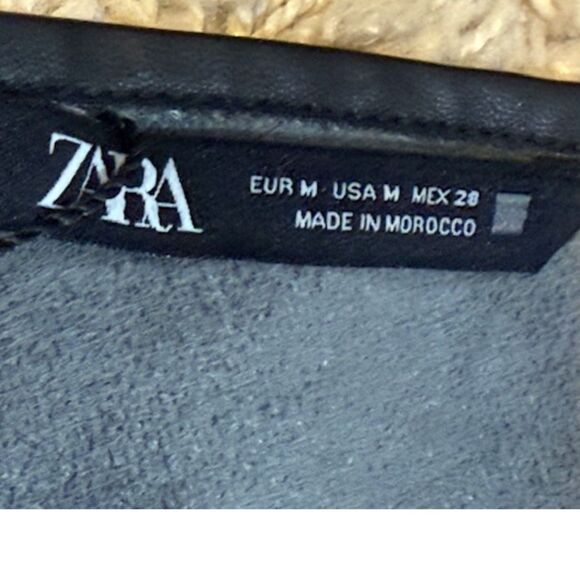 ZARA
EUR M · USA M MEX 28
MADE IN MOROCCO